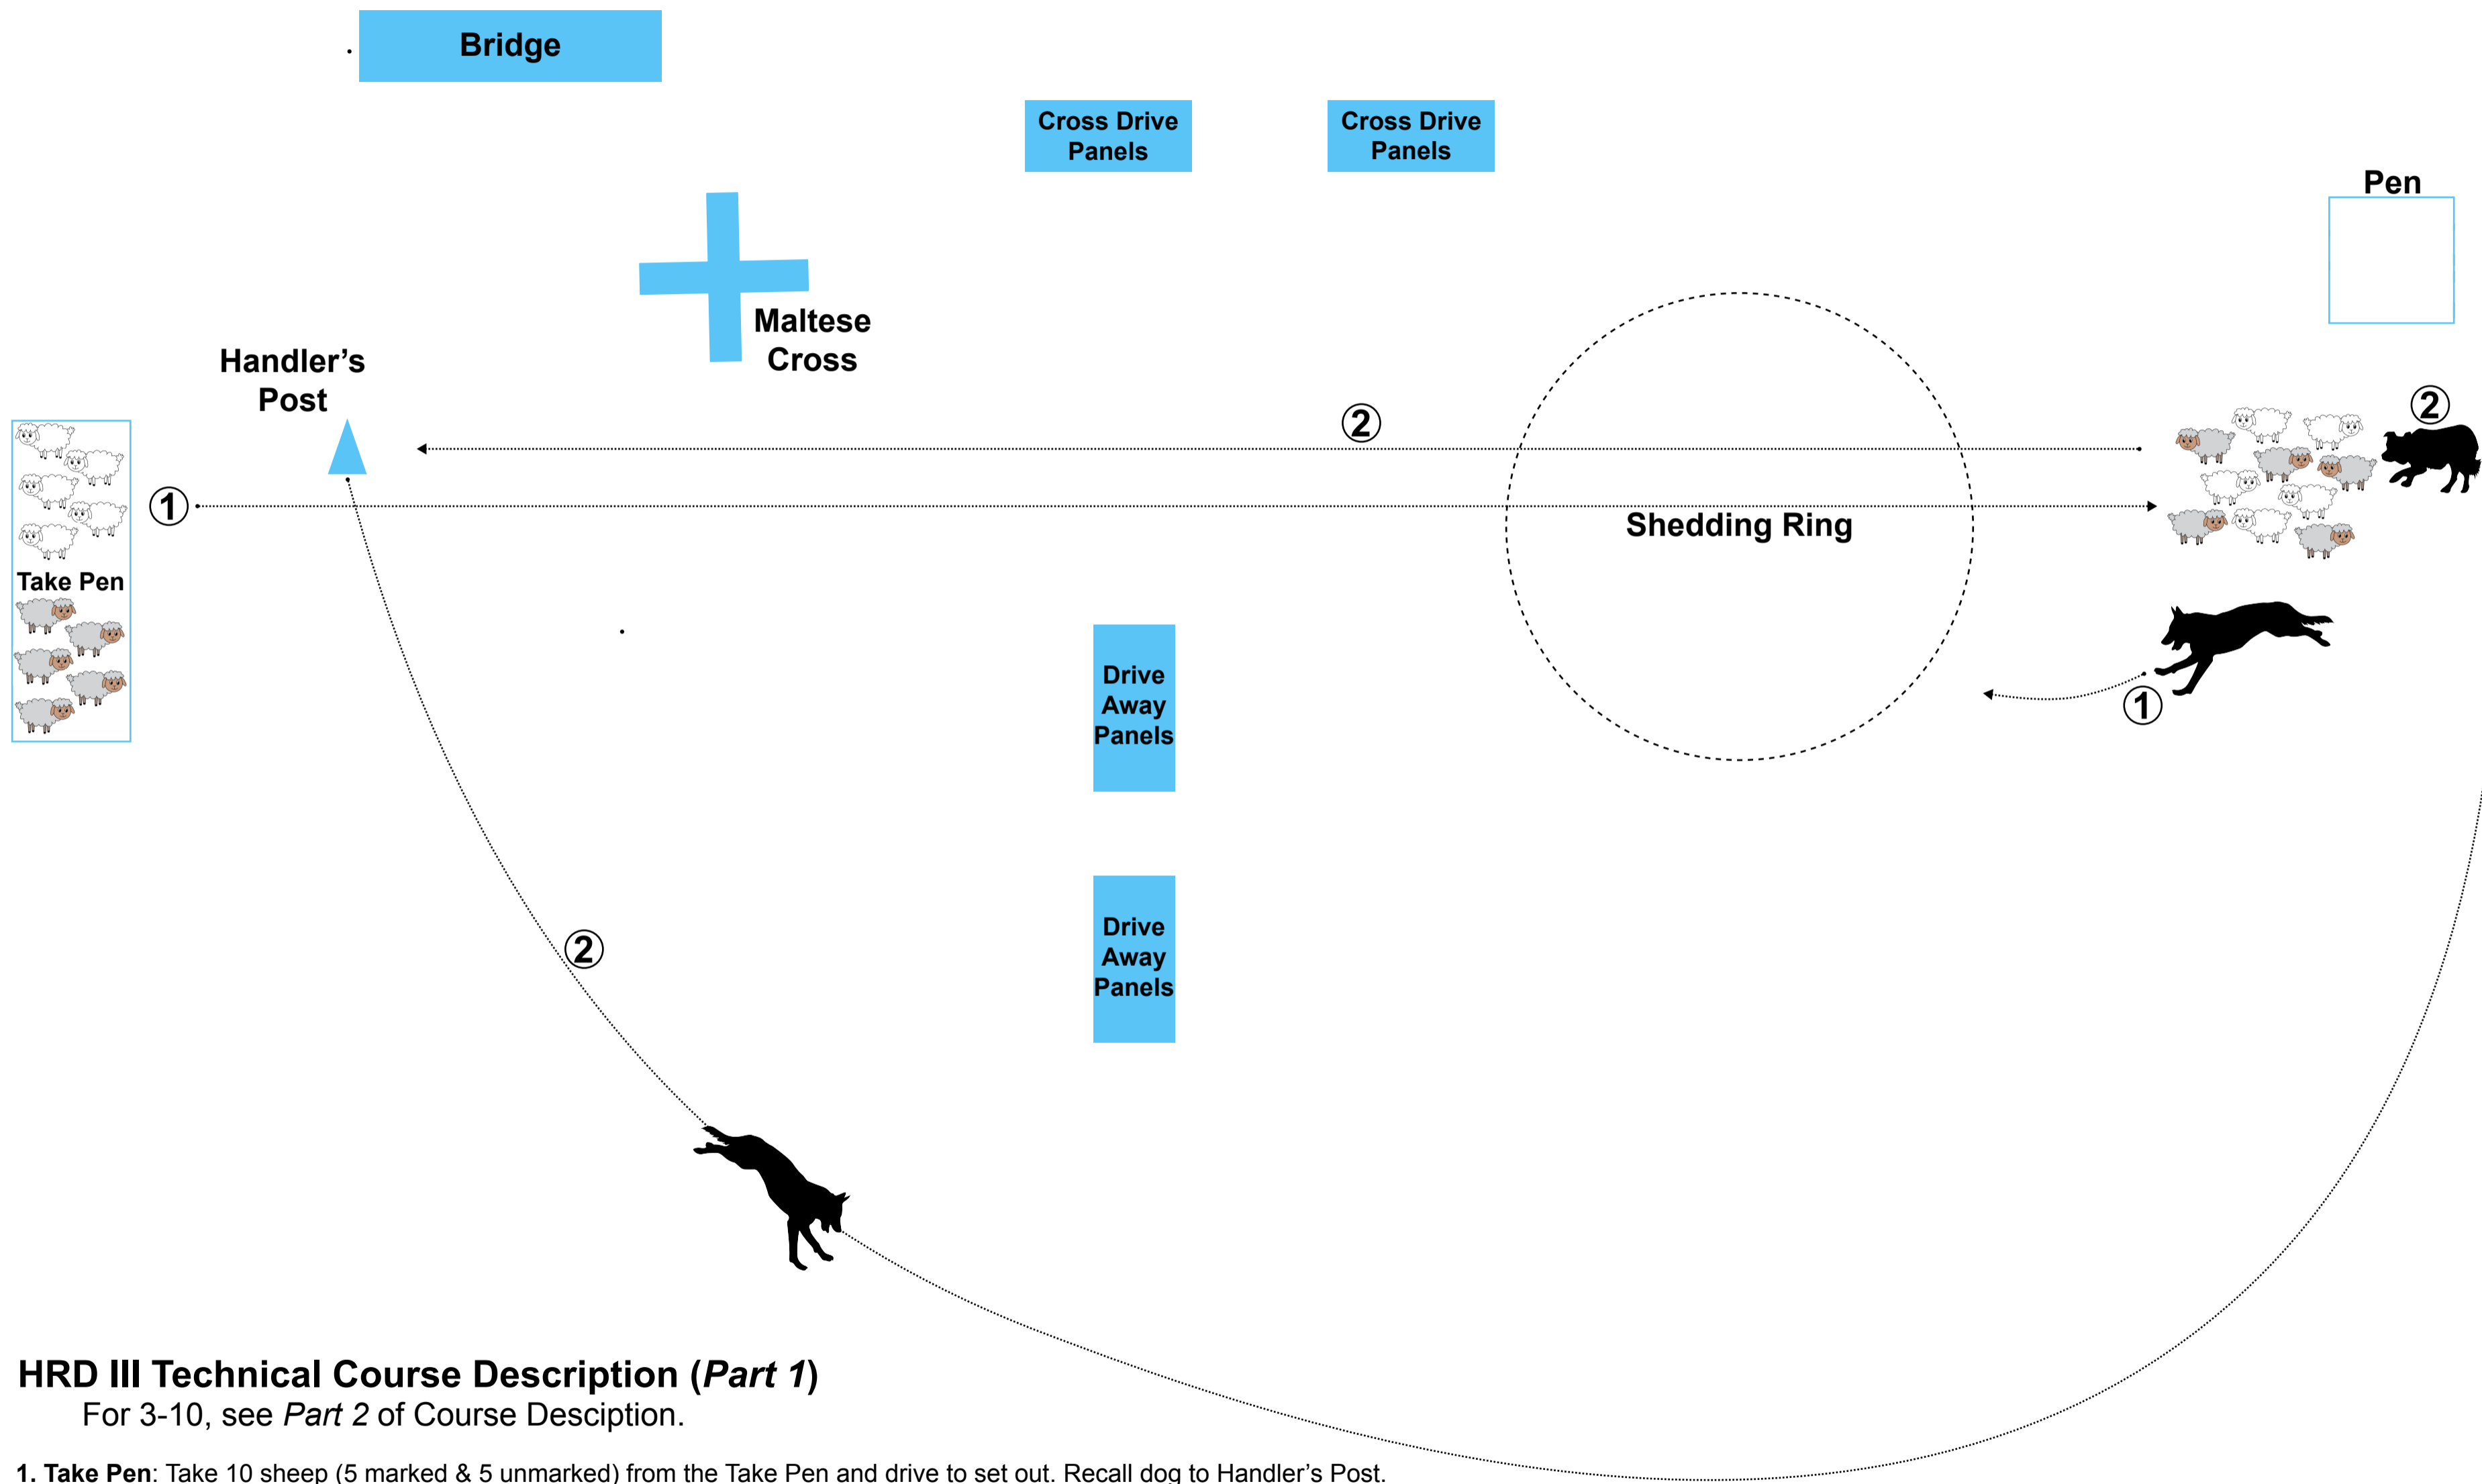 Bridge
Cross Drive
Panels
Cross Drive
Panels
Pen
Maltese
Cross
Handler’s
Post
②
②
①
Shedding Ring
Take Pen
Drive
Away
Panels
①
②
Drive
Away
Panels
HRD III Technical Course Description (Part 1)
For 3-10, see Part 2 of Course Desciption.
1. Take Pen: Take 10 sheep (5 marked & 5 unmarked) from the Take Pen and drive to set out. Recall dog to Handler’s Post.